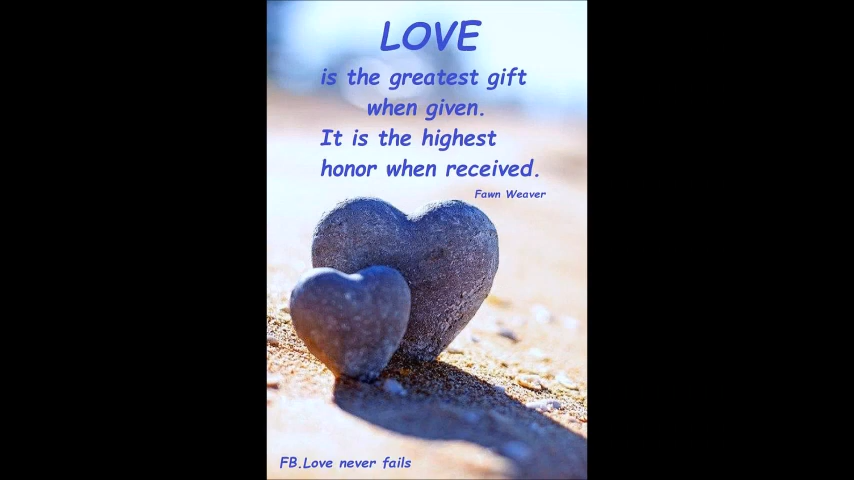 LOVE
is the greatest gift
when given.
It is the highest
honor when received.
Fawn Weaver
FB.Love never fails